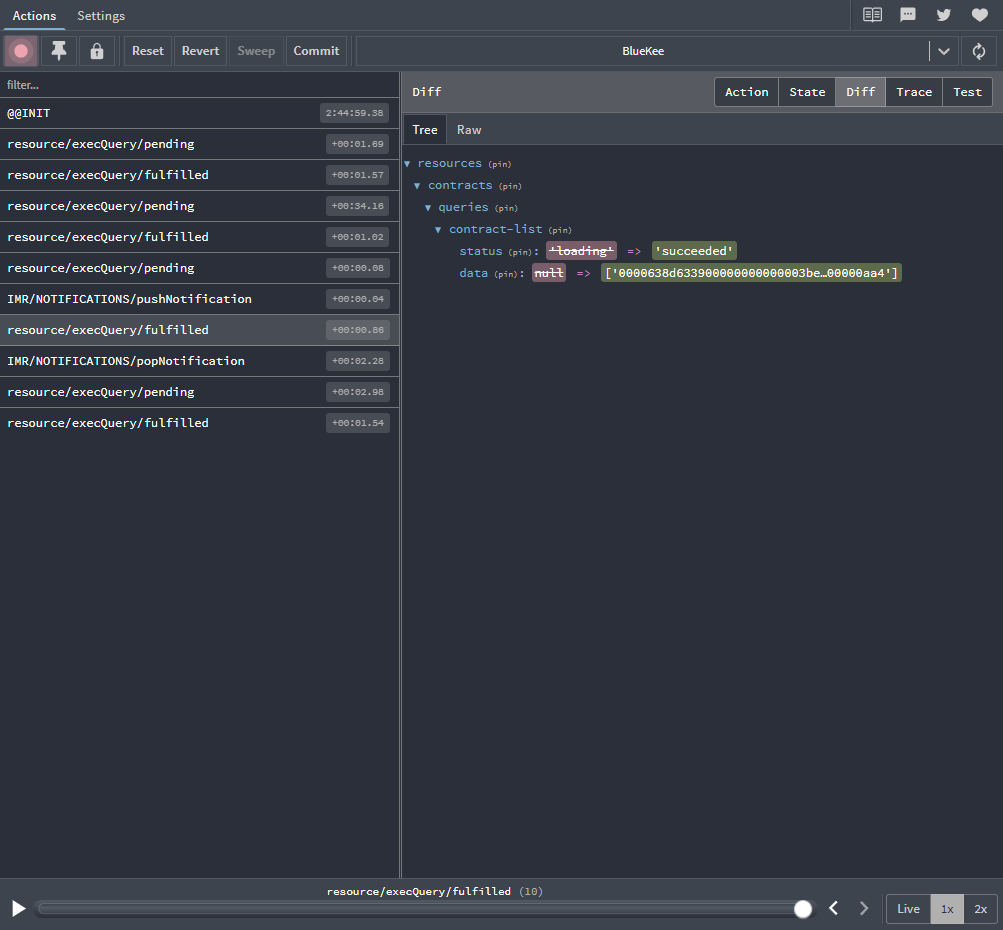 Actions Settings
Reset Revert Sweep Commit BlueKee
filter...
@@INIT 2:44:59.38
resource/execQuery/pending +00:01.69
resource/execQuery/fulfilled +00:01.57
resource/execQuery/pending +00:34.16
resource/execQuery/fulfilled +00:01.02
resource/execQuery/pending +00:00.08
IMR/NOTIFICATIONS/pushNotification +00:00.04
resource/execQuery/fulfilled +00:00.86
IMR/NOTIFICATIONS/popNotification +00:02.28
resource/execQuery/pending +00:02.98
resource/execQuery/fulfilled +00:01.54
Diff Action State Diff Trace Test
Tree Raw
▼ resources (pin)
▼ contracts (pin)
▼ queries (pin)
▼ contract-list (pin)
status (pin): 'loading' => 'succeeded'
data (pin): null => ['0000638d633900000000000003be…00000aa4']
resource/execQuery/fulfilled (10)
Live 1x 2x